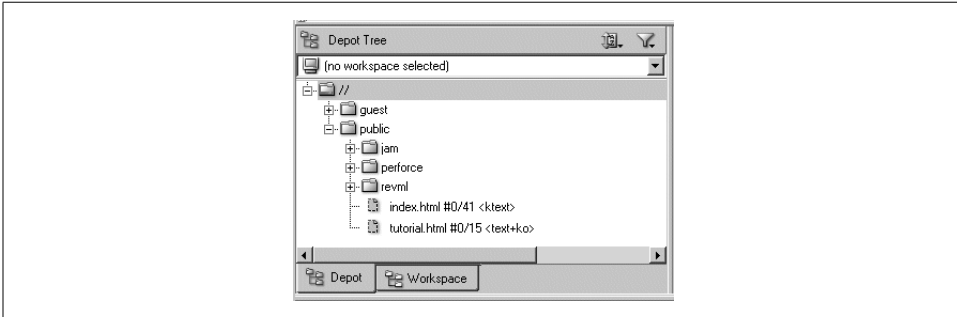 Depot Tree
(no workspace selected)
//
guest
public
jam
perforce
revml
index.html #0/41 <ktext>
tutorial.html #0/15 <text+ko>
Depot Workspace